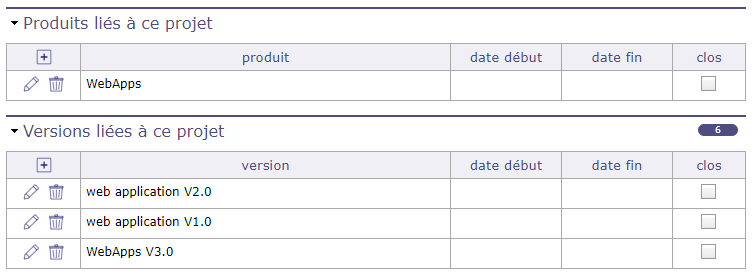 Produits liés à ce projet
produit date début date fin clos
WebApps
Versions liées à ce projet 6
version date début date fin clos
web application V2.0
web application V1.0
WebApps V3.0